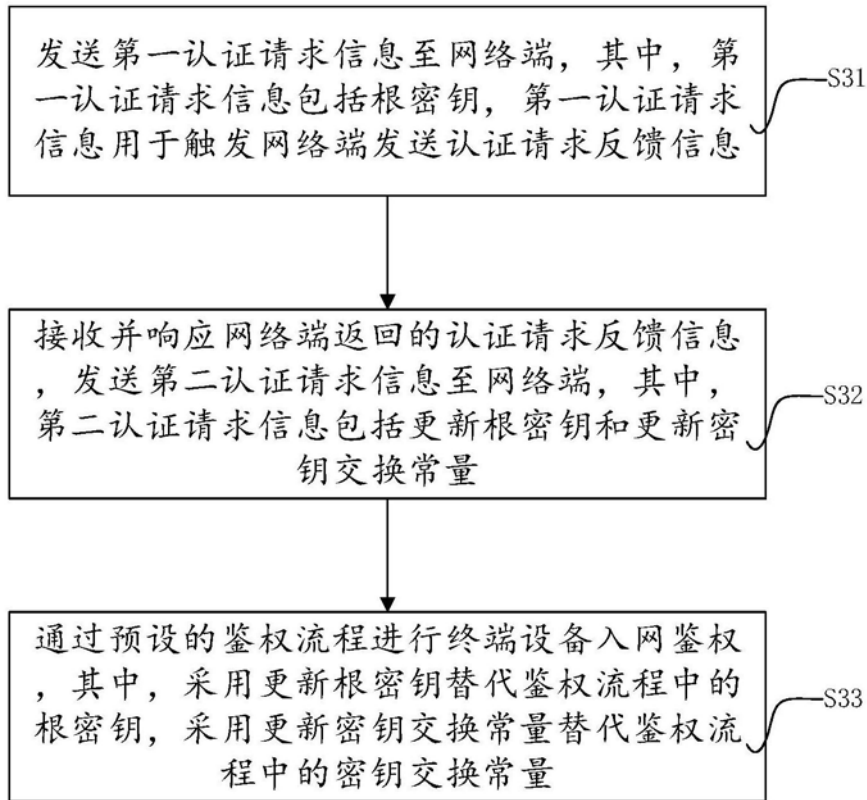 发送第一认证请求信息至网络端，其中，第
一认证请求信息包括根密钥，第一认证请求
信息用于触发网络端发送认证请求反馈信息
S31
接收并响应网络端返回的认证请求反馈信息
，发送第二认证请求信息至网络端，其中，
第二认证请求信息包括更新根密钥和更新密
钥交换常量
S32
通过预设的鉴权流程进行终端设备入网鉴权
，其中，采用更新根密钥替代鉴权流程中的
根密钥，采用更新密钥交换常量替代鉴权流
程中的密钥交换常量
S33